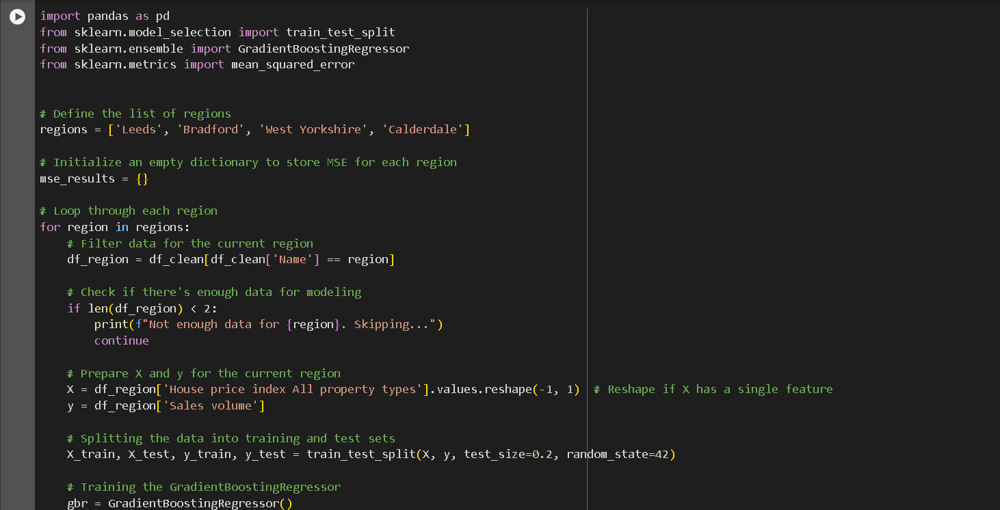 import pandas as pd
from sklearn.model_selection import train_test_split
from sklearn.ensemble import GradientBoostingRegressor
from sklearn.metrics import mean_squared_error
# Define the list of regions
regions = ['Leeds', 'Bradford', 'West Yorkshire', 'Calderdale']
# Initialize an empty dictionary to store MSE for each region
mse_results = {}
# Loop through each region
for region in regions:
    # Filter data for the current region
    df_region = df_clean[df_clean['Name'] == region]
    # Check if there's enough data for modeling
    if len(df_region) < 2:
        print(f"Not enough data for {region}. Skipping...")
        continue
    # Prepare X and y for the current region
    X = df_region['House price index All property types'].values.reshape(-1, 1)  # Reshape if X has a single feature
    y = df_region['Sales volume']
    # Splitting the data into training and test sets
    X_train, X_test, y_train, y_test = train_test_split(X, y, test_size=0.2, random_state=42)
    # Training the GradientBoostingRegressor
    gbr = GradientBoostingRegressor()